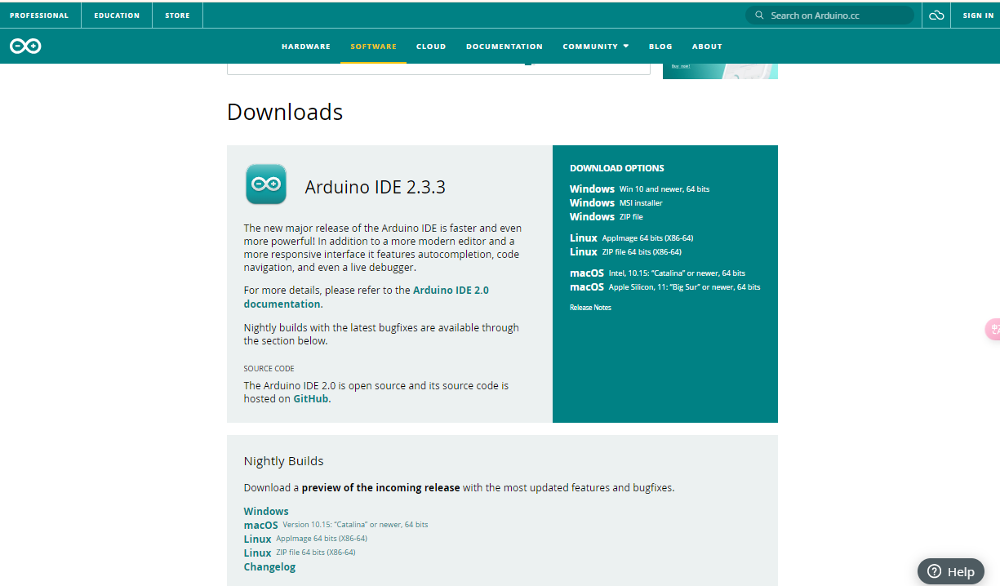 PROFESSIONAL
EDUCATION
STORE
Search on Arduino.cc
SIGN IN
HARDWARE
SOFTWARE
CLOUD
DOCUMENTATION
COMMUNITY
BLOG
ABOUT
Buy now!
Downloads
Arduino IDE 2.3.3
The new major release of the Arduino IDE is faster and even
more powerful! In addition to a more modern editor and a
more responsive interface it features autocompletion, code
navigation, and even a live debugger.
For more details, please refer to the Arduino IDE 2.0
documentation.
Nightly builds with the latest bugfixes are available through
the section below.
SOURCE CODE
The Arduino IDE 2.0 is open source and its source code is
hosted on GitHub.
DOWNLOAD OPTIONS
Windows Win 10 and newer, 64 bits
Windows MSI installer
Windows ZIP file
Linux AppImage 64 bits (X86-64)
Linux ZIP file 64 bits (X86-64)
macOS Intel, 10.15: “Catalina” or newer, 64 bits
macOS Apple Silicon, 11: “Big Sur” or newer, 64 bits
Release Notes
Nightly Builds
Download a preview of the incoming release with the most updated features and bugfixes.
Windows
macOS Version 10.15: “Catalina” or newer, 64 bits
Linux AppImage 64 bits (X86-64)
Linux ZIP file 64 bits (X86-64)
Changelog
Help